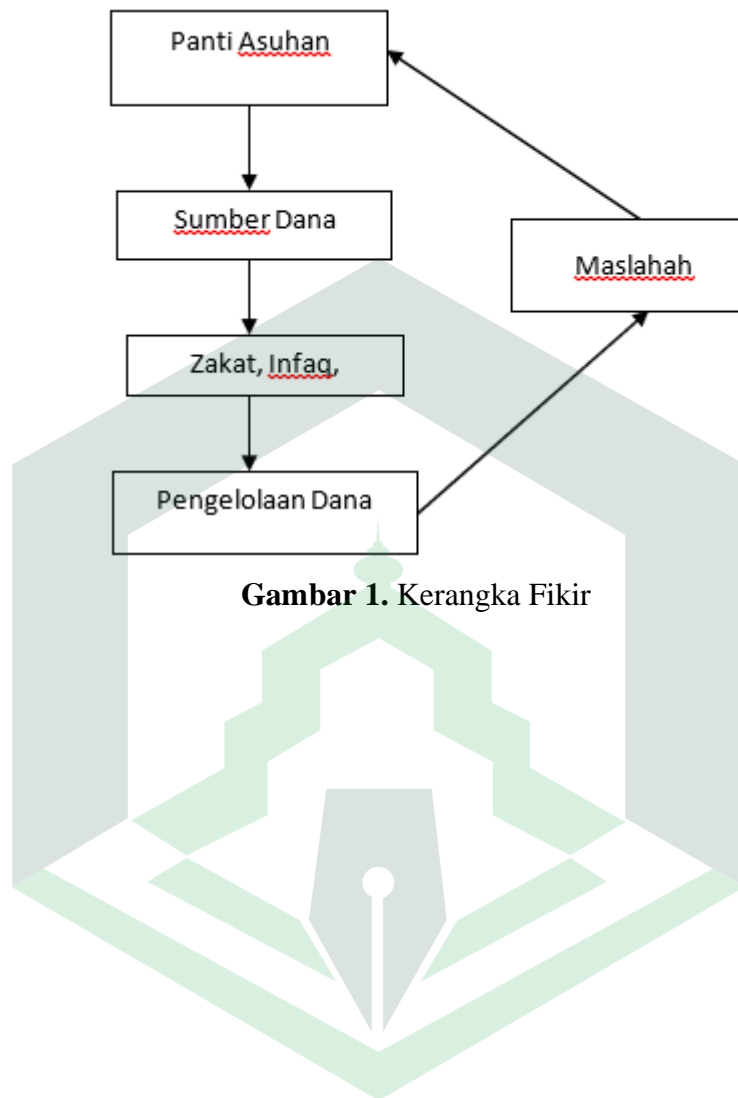 Panti Asuhan
Sumber Dana
Maslahah
Zakat, Infaq,
Pengelolaan Dana
Gambar 1. Kerangka Fikir